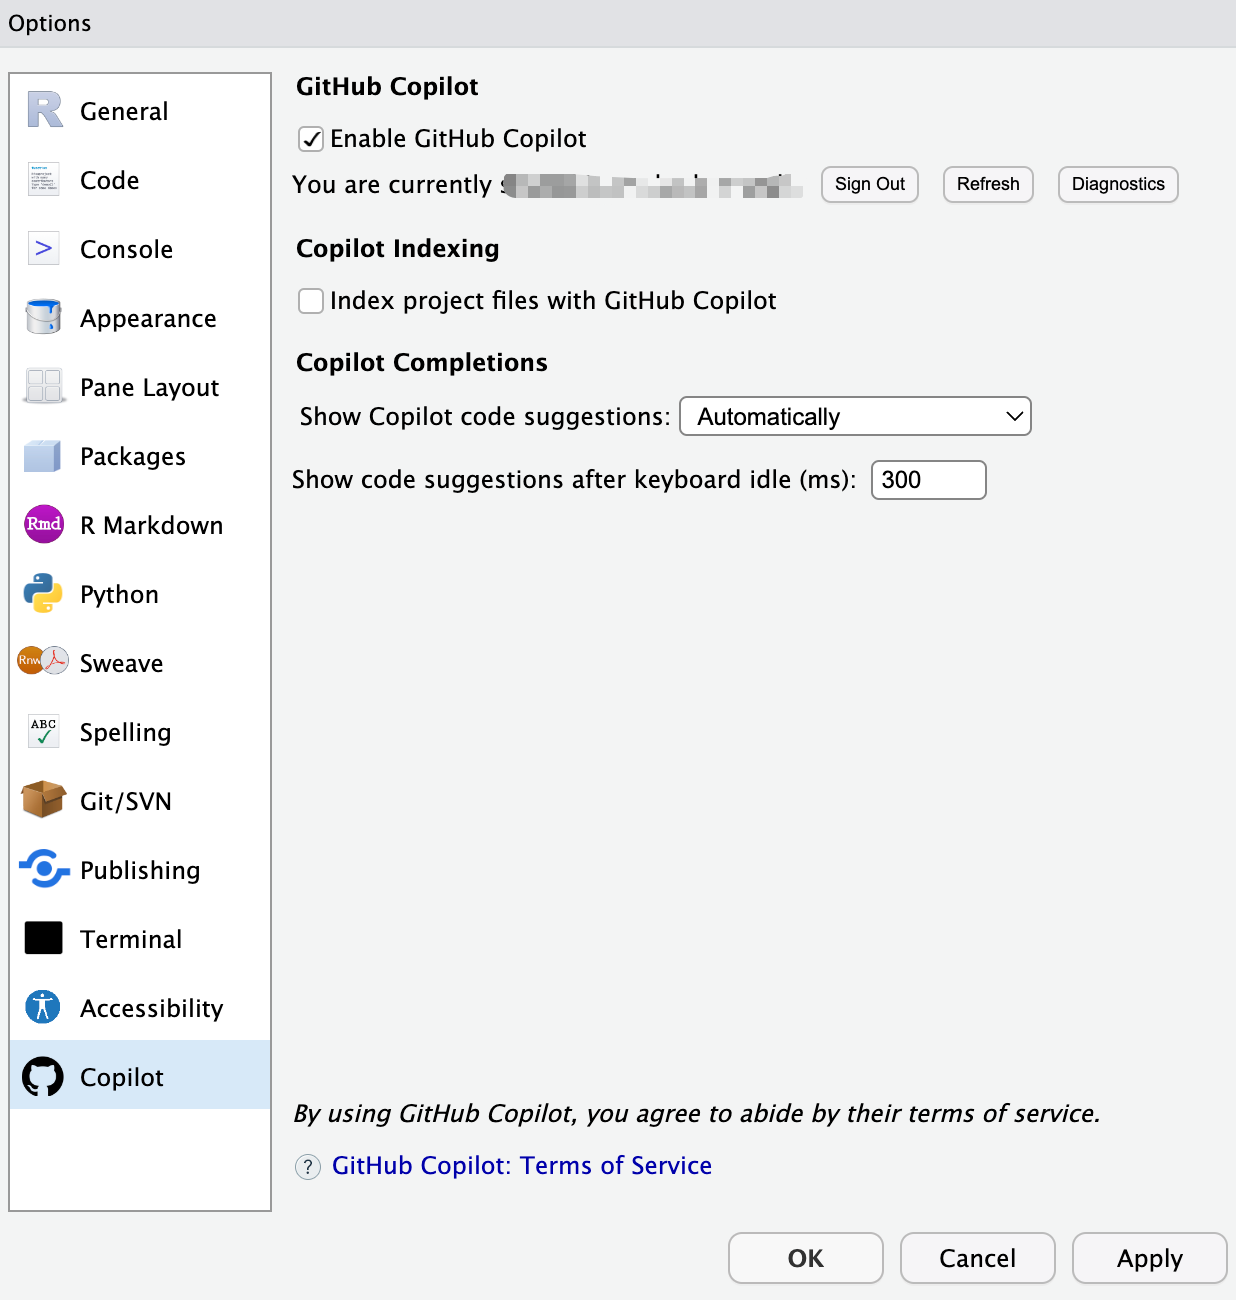 Options
General
Code
Console
Appearance
Pane Layout
Packages
Rmd R Markdown
Python
Rnw Sweave
ABC Spelling
Git/SVN
Publishing
Terminal
Accessibility
Copilot
GitHub Copilot
Enable GitHub Copilot
You are currently
Sign Out Refresh Diagnostics
Copilot Indexing
Index project files with GitHub Copilot
Copilot Completions
Show Copilot code suggestions: Automatically
Show code suggestions after keyboard idle (ms): 300
By using GitHub Copilot, you agree to abide by their terms of service.
? GitHub Copilot: Terms of Service
OK Cancel Apply